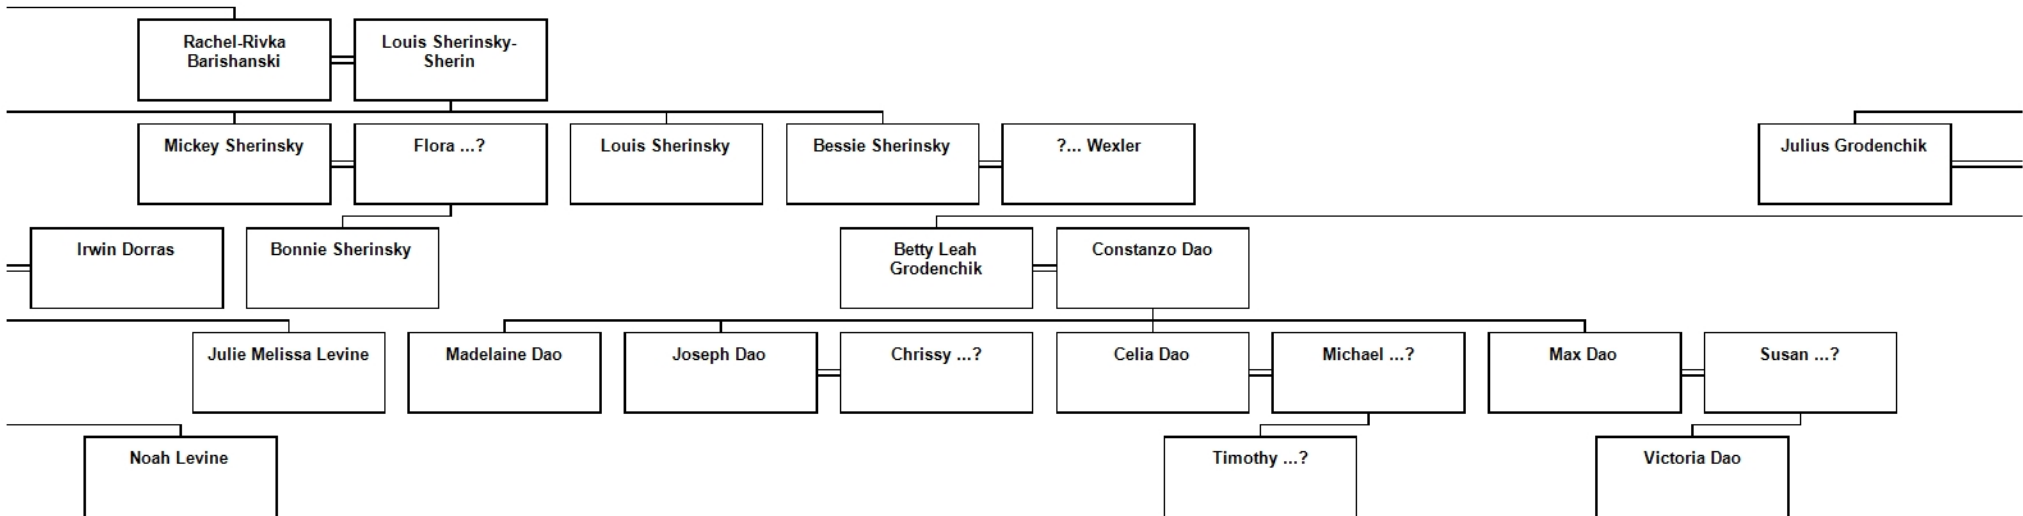 Rachel-Rivka
Barishanski
Louis Sherinsky-
Sherin
Mickey Sherinsky
Flora ...?
Louis Sherinsky
Bessie Sherinsky
?... Wexler
Julius Grodenchik
Irwin Dorras
Bonnie Sherinsky
Betty Leah
Grodenchik
Constanzo Dao
Julie Melissa Levine
Madelaine Dao
Joseph Dao
Chrissy ...?
Celia Dao
Michael ...?
Max Dao
Susan ...?
Noah Levine
Timothy ...?
Victoria Dao